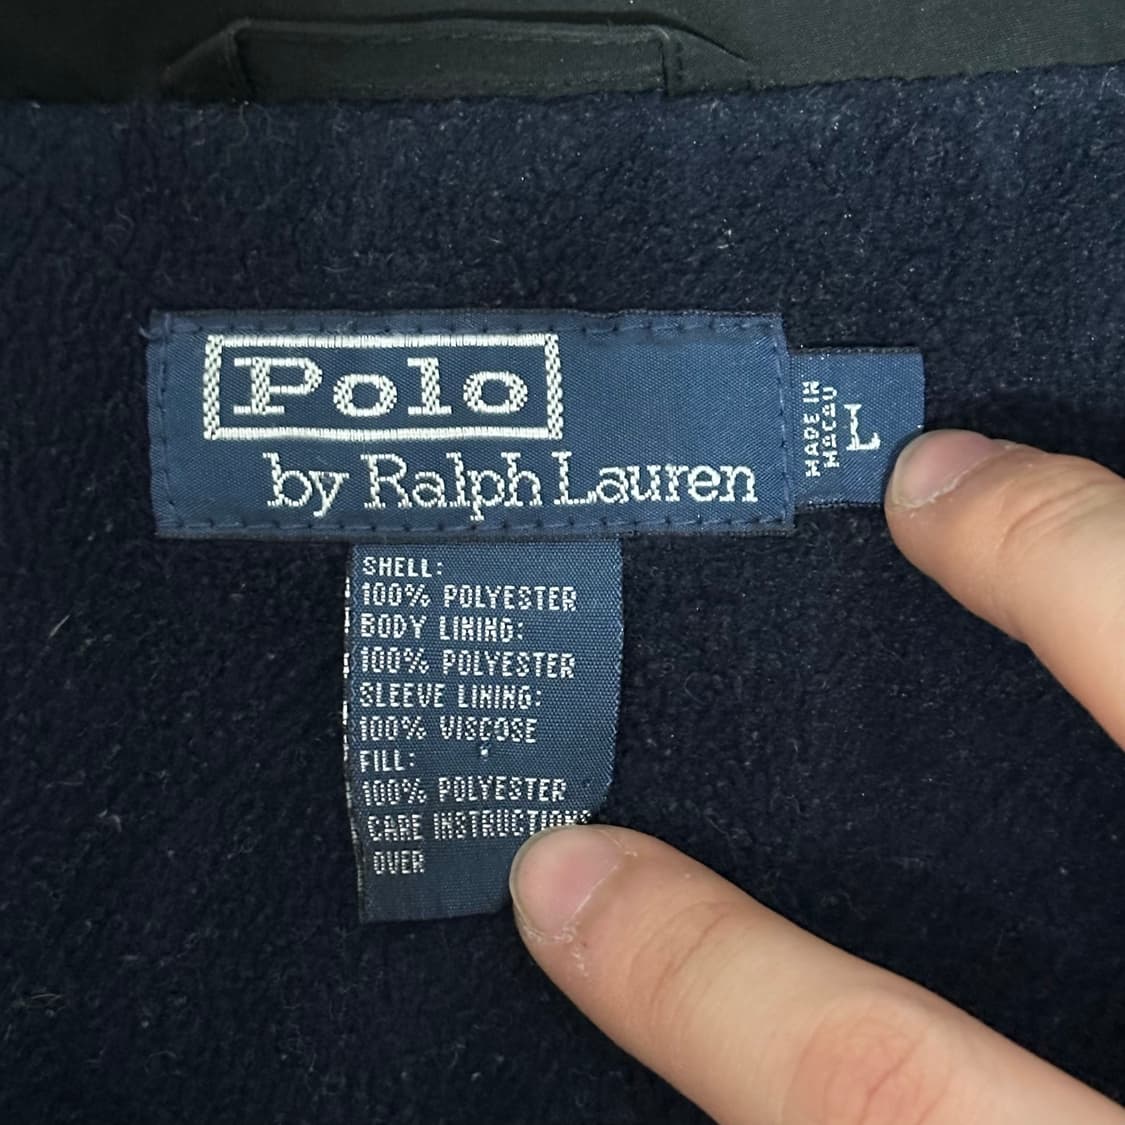 Polo
by Ralph Lauren
MADE IN
MACAU
L
SHELL:
100% POLYESTER
BODY LINING:
100% POLYESTER
SLEEVE LINING:
100% VISCOSE
FILL:
100% POLYESTER
CARE INSTRUCTIONS
OVER